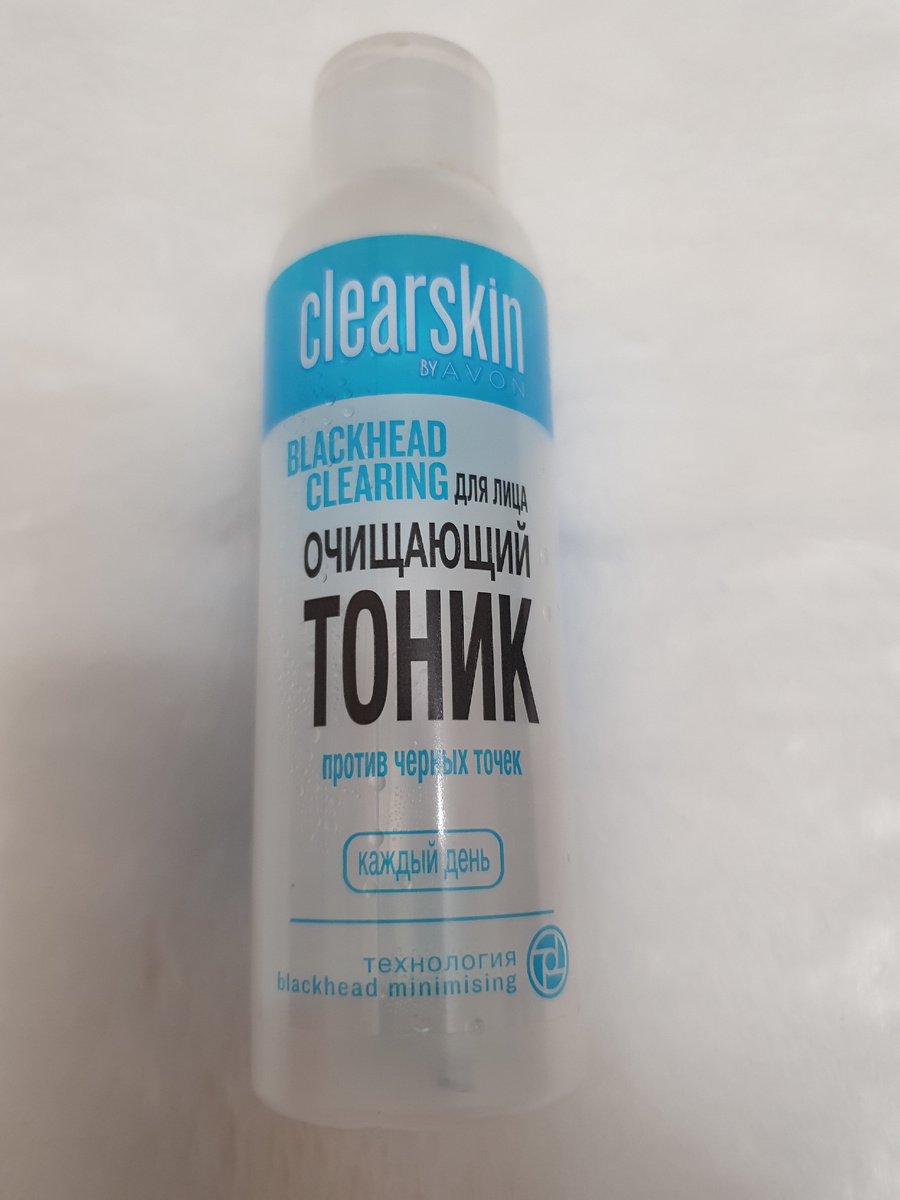 clearskin
BY AVON
BLACKHEAD
CLEARING для лица
ОЧИЩАЮЩИЙ
ТОНИК
против черных точек
каждый день
технология
blackhead minimising